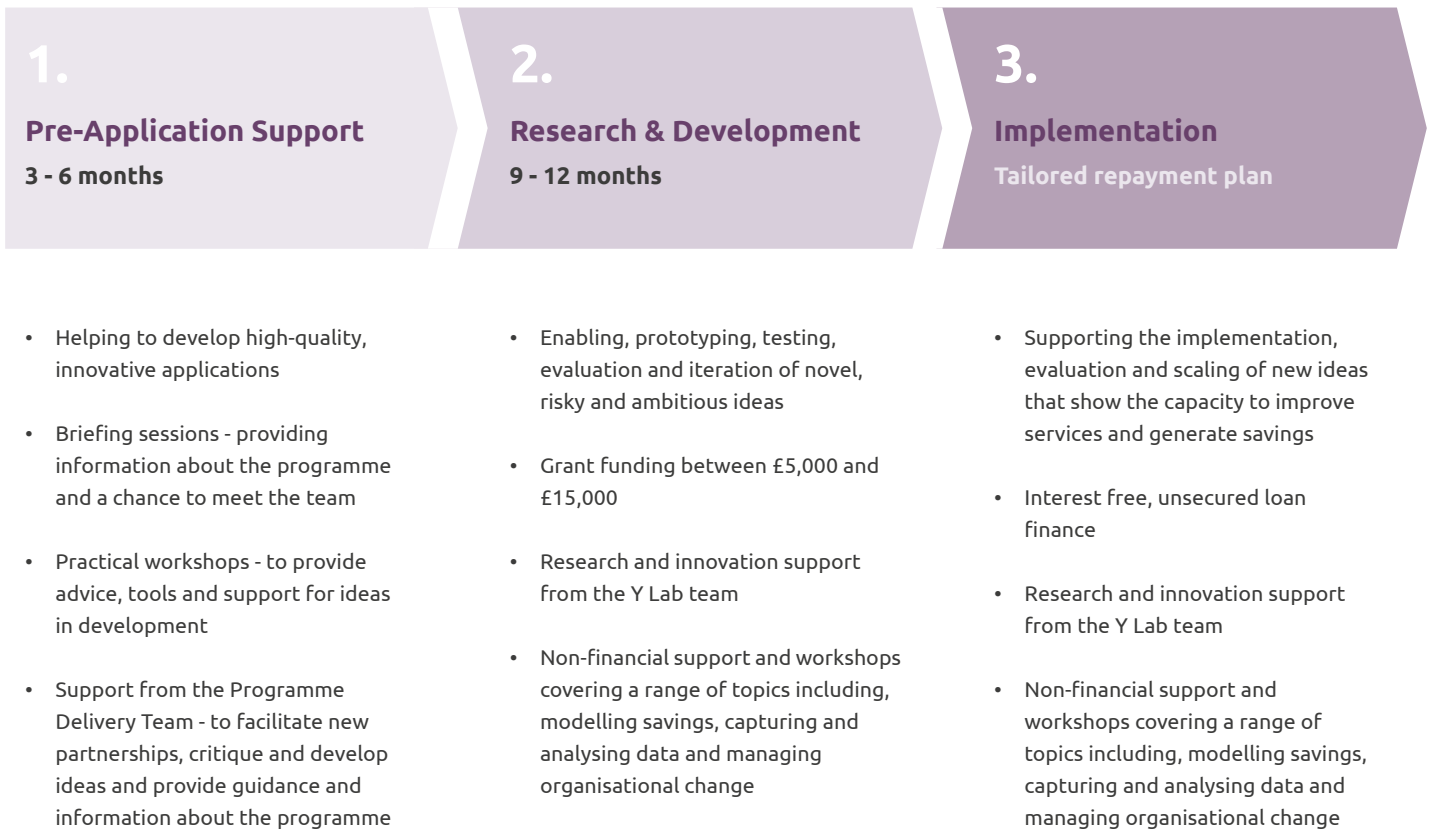 1.
Pre-Application Support
3 - 6 months
2.
Research & Development
9 - 12 months
3.
Implementation
Tailored repayment plan
• Helping to develop high-quality,
innovative applications
• Briefing sessions - providing
information about the programme
and a chance to meet the team
• Practical workshops - to provide
advice, tools and support for ideas
in development
• Support from the Programme
Delivery Team - to facilitate new
partnerships, critique and develop
ideas and provide guidance and
information about the programme
• Enabling, prototyping, testing,
evaluation and iteration of novel,
risky and ambitious ideas
• Grant funding between £5,000 and
£15,000
• Research and innovation support
from the Y Lab team
• Non-financial support and workshops
covering a range of topics including,
modelling savings, capturing and
analysing data and managing
organisational change
• Supporting the implementation,
evaluation and scaling of new ideas
that show the capacity to improve
services and generate savings
• Interest free, unsecured loan
finance
• Research and innovation support
from the Y Lab team
• Non-financial support and
workshops covering a range of
topics including, modelling savings,
capturing and analysing data and
managing organisational change